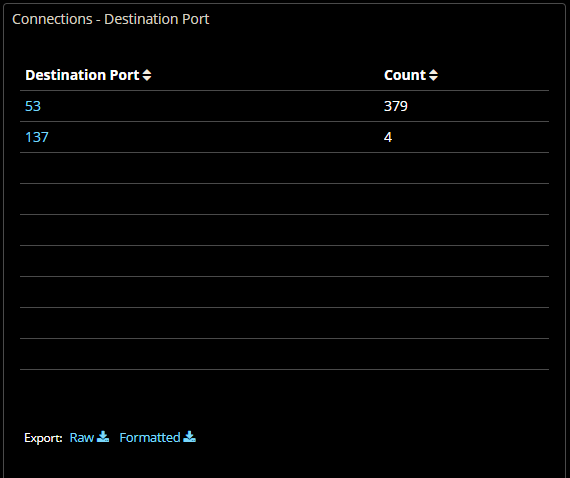 Connections - Destination Port
Destination Port Count
53 379
137 4
Export: Raw Formatted